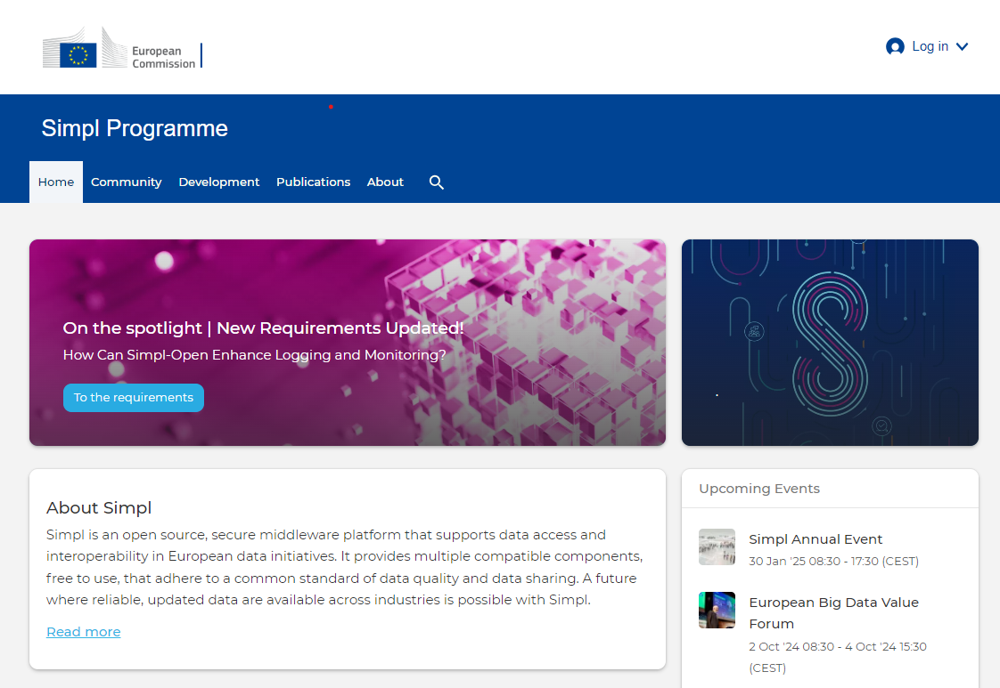 European
Commission
Log in
Simpl Programme
Home
Community
Development
Publications
About
On the spotlight | New Requirements Updated!
How Can Simpl-Open Enhance Logging and Monitoring?
To the requirements
About Simpl
Simpl is an open source, secure middleware platform that supports data access and
interoperability in European data initiatives. It provides multiple compatible components,
free to use, that adhere to a common standard of data quality and data sharing. A future
where reliable, updated data are available across industries is possible with Simpl.
Read more
Upcoming Events
Simpl Annual Event
30 Jan '25 08:30 - 17:30 (CEST)
European Big Data Value
Forum
2 Oct '24 08:30 - 4 Oct '24 15:30
(CEST)